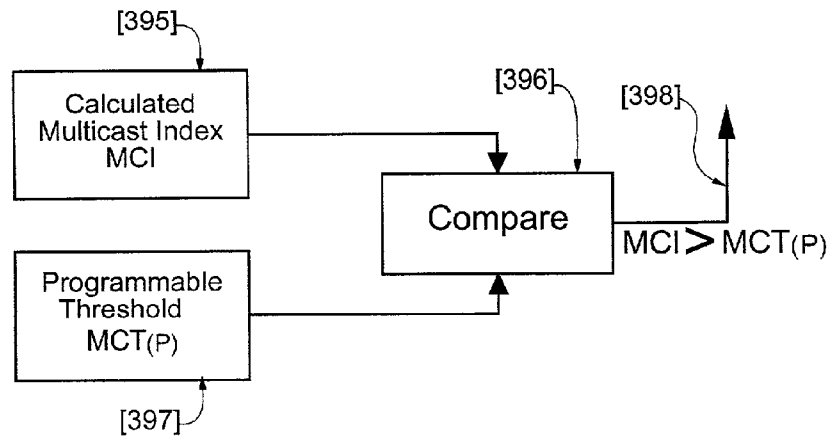 [395]
Calculated
Multicast Index
MCI
[396]
[398]
Compare
MCI > MCT(P)
Programmable
Threshold
MCT(P)
[397]